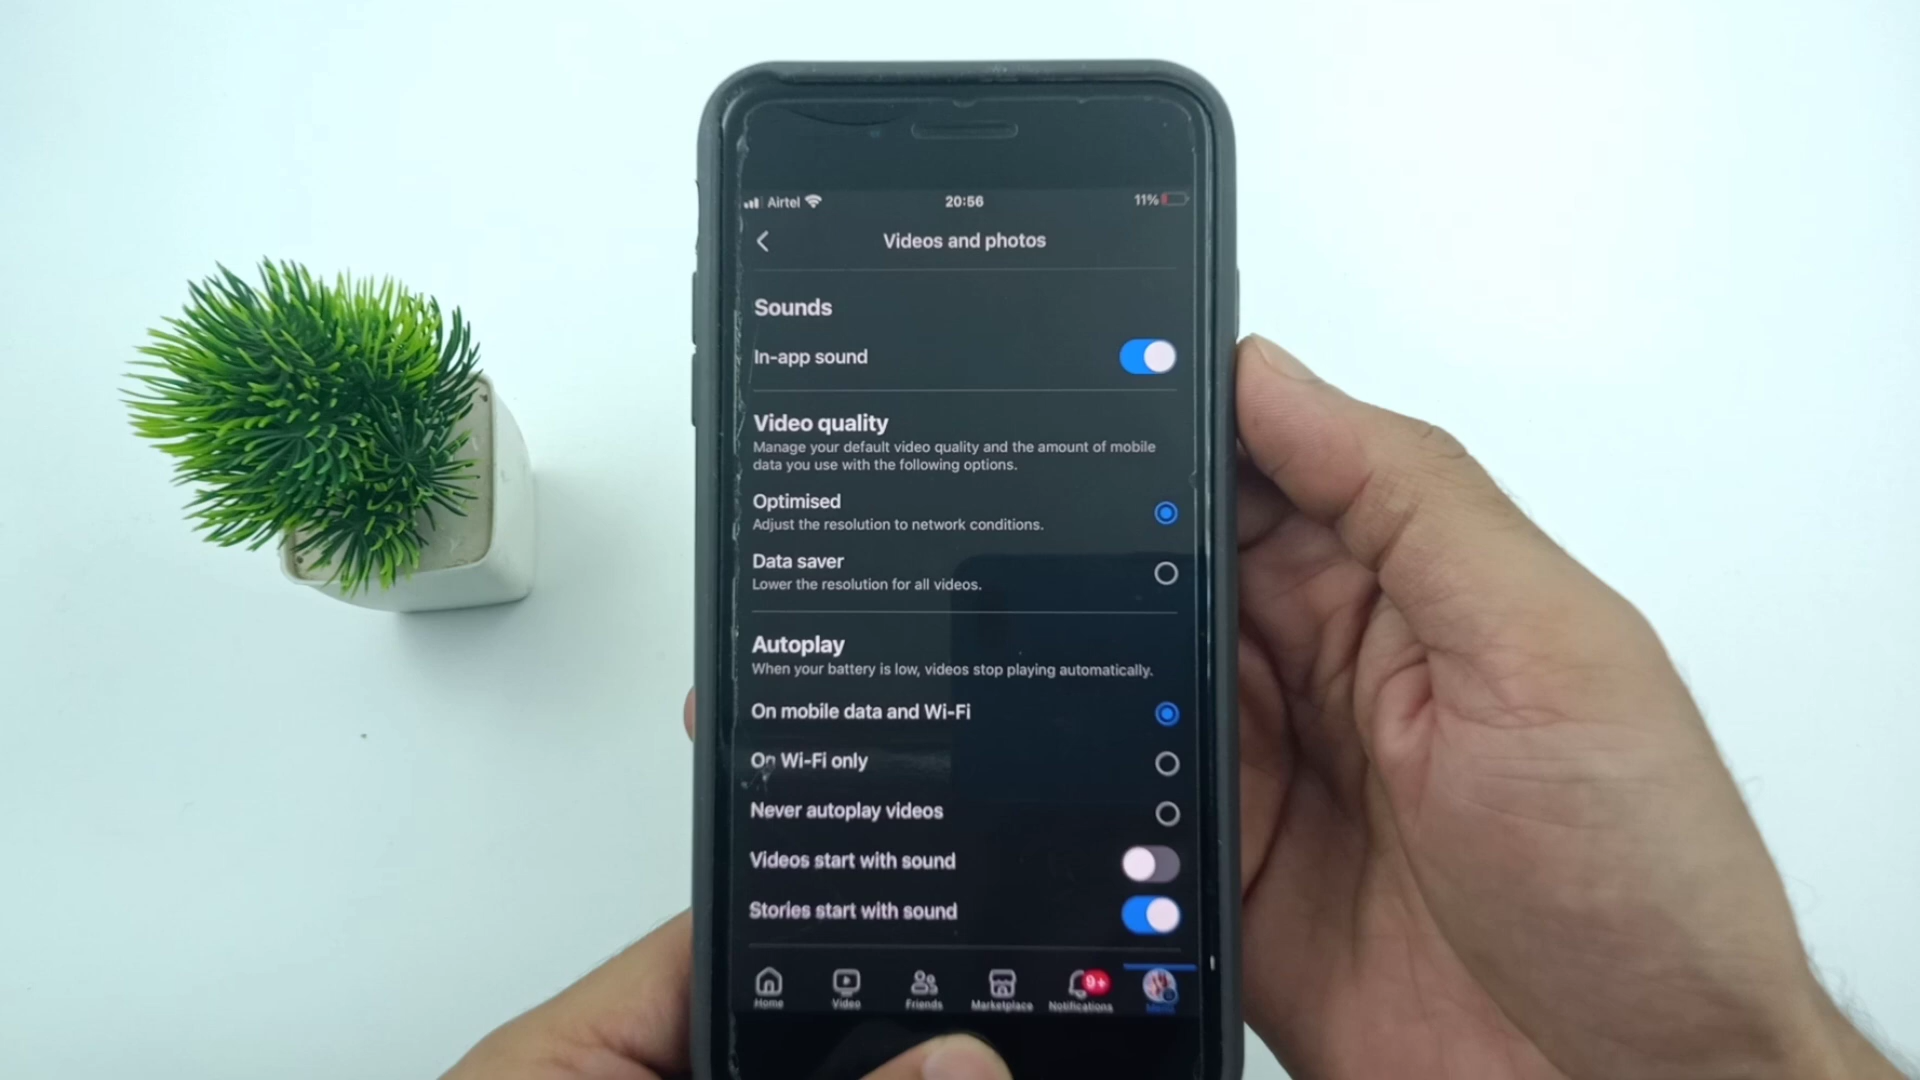 Airtel
20:56
11%
Videos and photos
Sounds
In-app sound
Video quality
Manage your default video quality and the amount of mobile
data you use with the following options.
Optimised
Adjust the resolution to network conditions.
Data saver
Lower the resolution for all videos.
Autoplay
When your battery is low, videos stop playing automatically.
On mobile data and Wi-Fi
On Wi-Fi only
Never autoplay videos
Videos start with sound
Stories start with sound
9+
Home
Video
Friends
Marketplace
Notifications
Menu